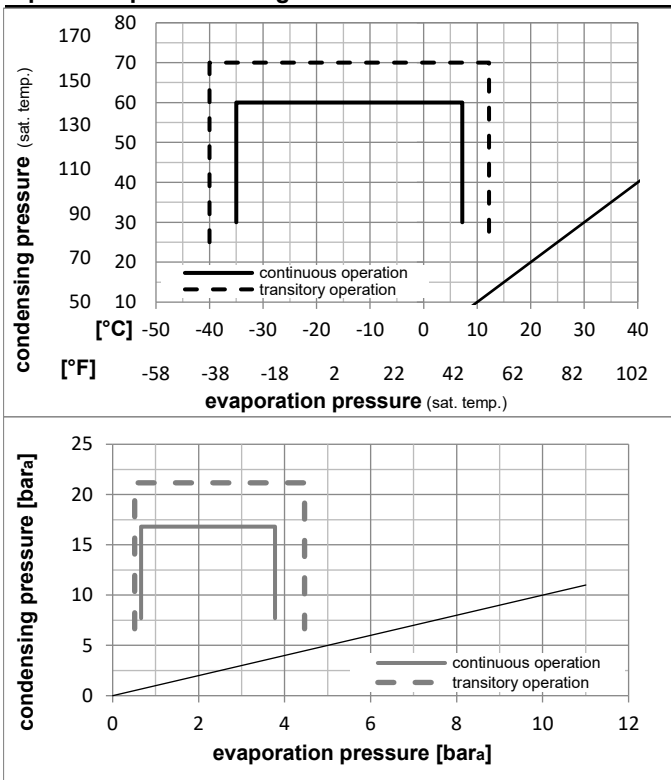 condensing pressure (sat. temp.)
170
150
130
110
90
70
50
80
70
60
50
40
30
20
10
continuous operation
transitory operation
[°C] -50 -40 -30 -20 -10 0 10 20 30 40
[°F] -58 -38 -18 2 22 42 62 82 102
evaporation pressure (sat. temp.)
condensing pressure [bara]
25
20
15
10
5
0
continuous operation
transitory operation
0 2 4 6 8 10 12
evaporation pressure [bara]